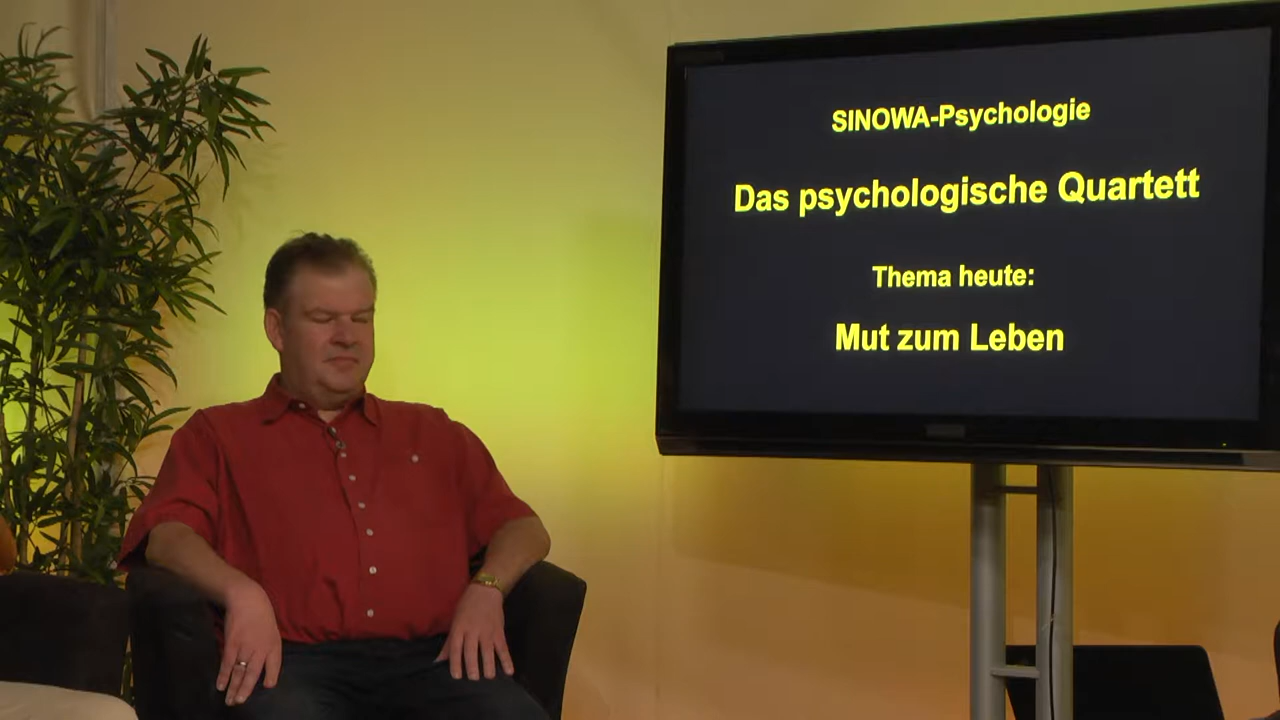 SINOWA-Psychologie
Das psychologische Quartett
Thema heute:
Mut zum Leben